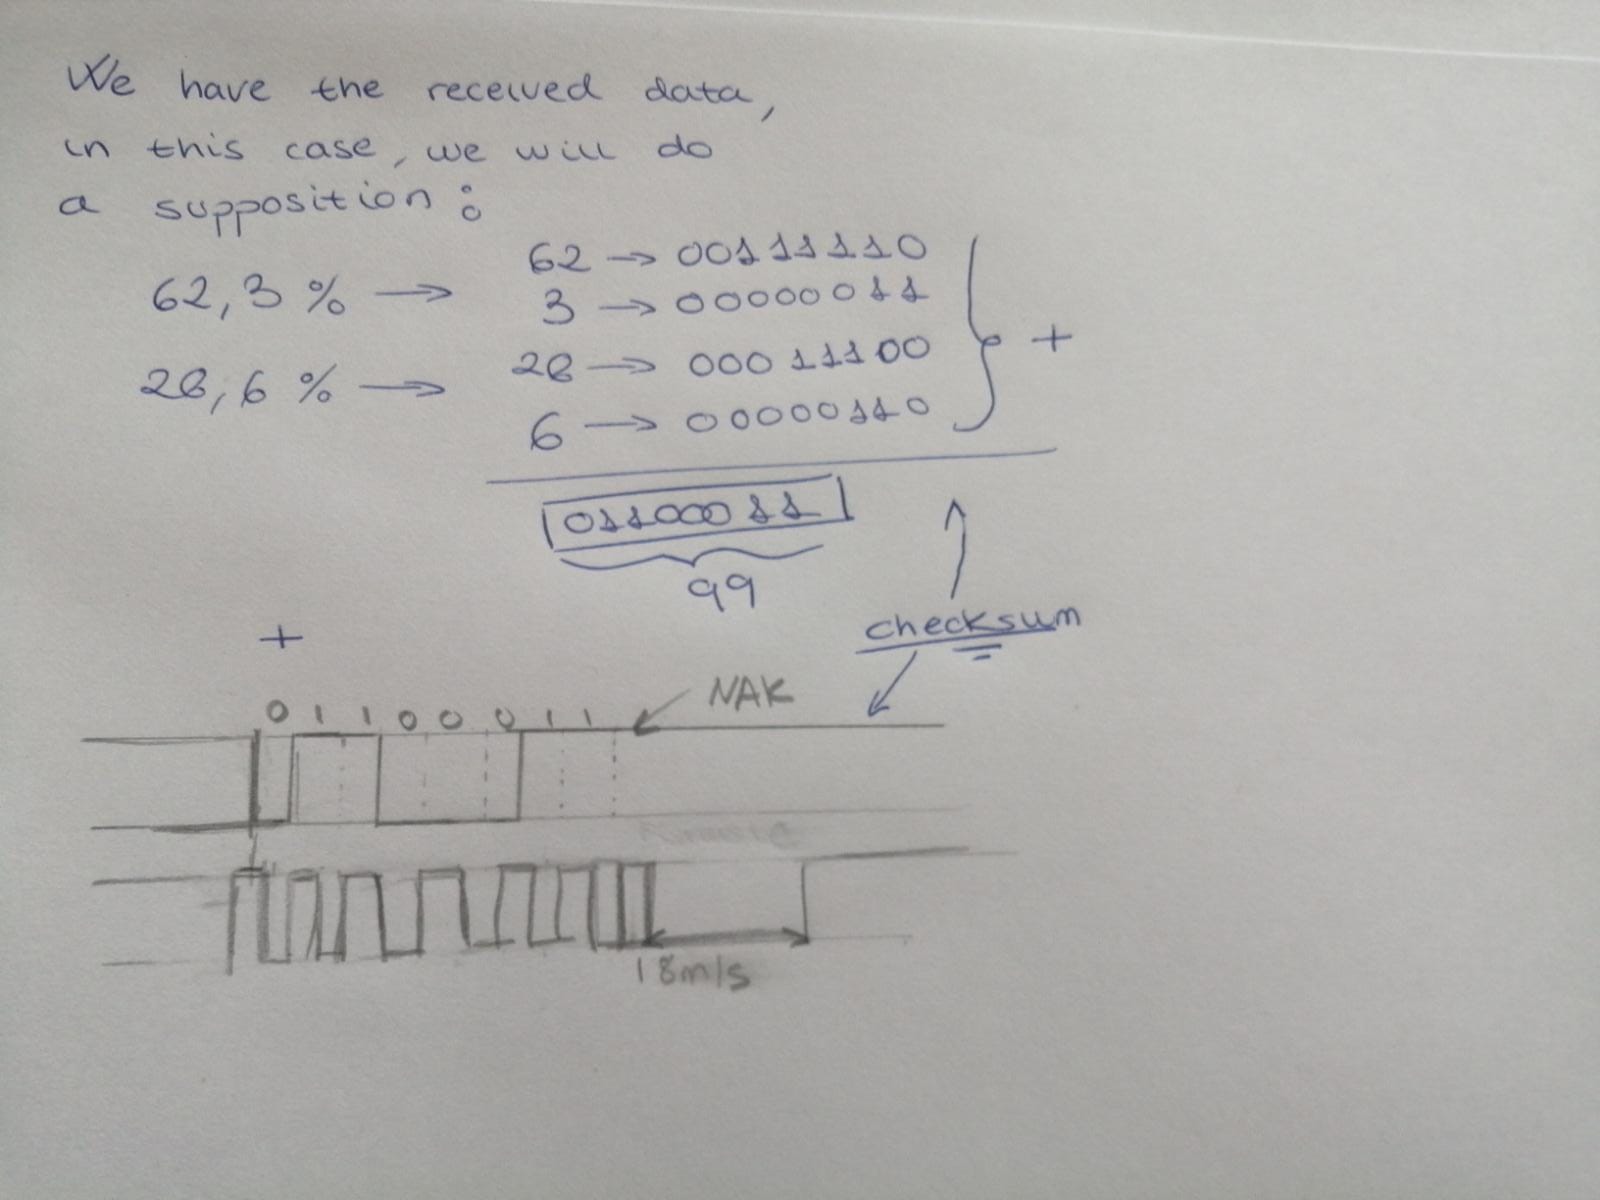 We have the received data,
in this case, we will do
a supposition:
62,3 % → 62 → 00111110
3 → 00000011
28,6 % → 28 → 00011100
6 → 00000110
+
01100011
99
checksum
+
NAK
0 1 1 0 0 0 1 1
18m/s